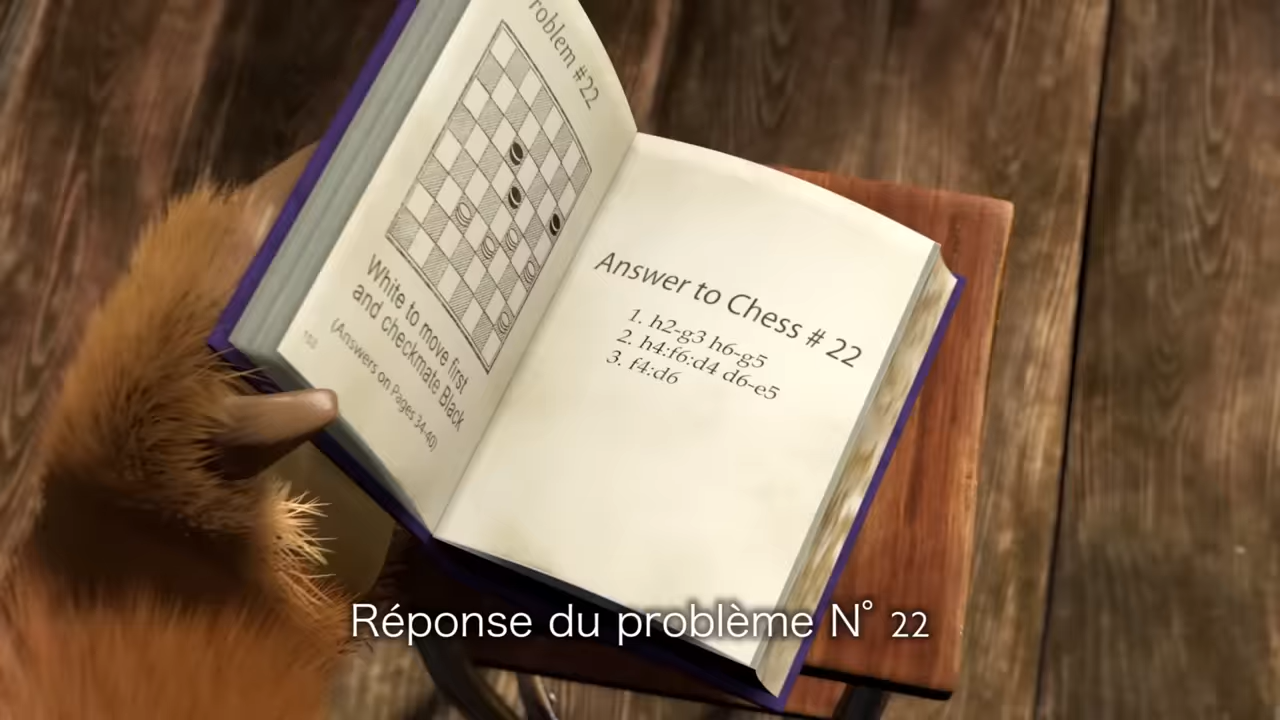 roblem #22
White to move first
and checkmate Black
(Answers on Pages 34-40)
Answer to Chess # 22
1. h2-g3 h6-g5
2. h4:f6:d4 d6-e5
3. f4:d6
Réponse du problème N° 22